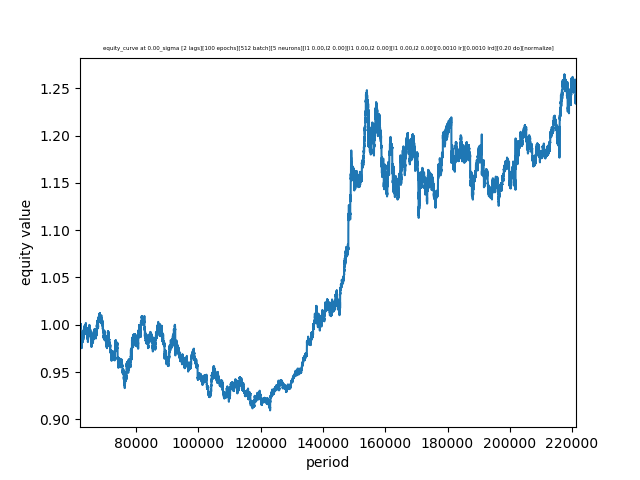 equity_curve at 0.00_sigma [2 lags][100 epochs][512 batch][5 neurons][l1 0.00,l2 0.00][l1 0.00,l2 0.00][l1 0.00,l2 0.00][0.0010 lr][0.0010 lrd][0.20 do][normalize]
1.25
1.20
1.15
1.10
1.05
1.00
0.95
0.90
equity value
80000 100000 120000 140000 160000 180000 200000 220000
period